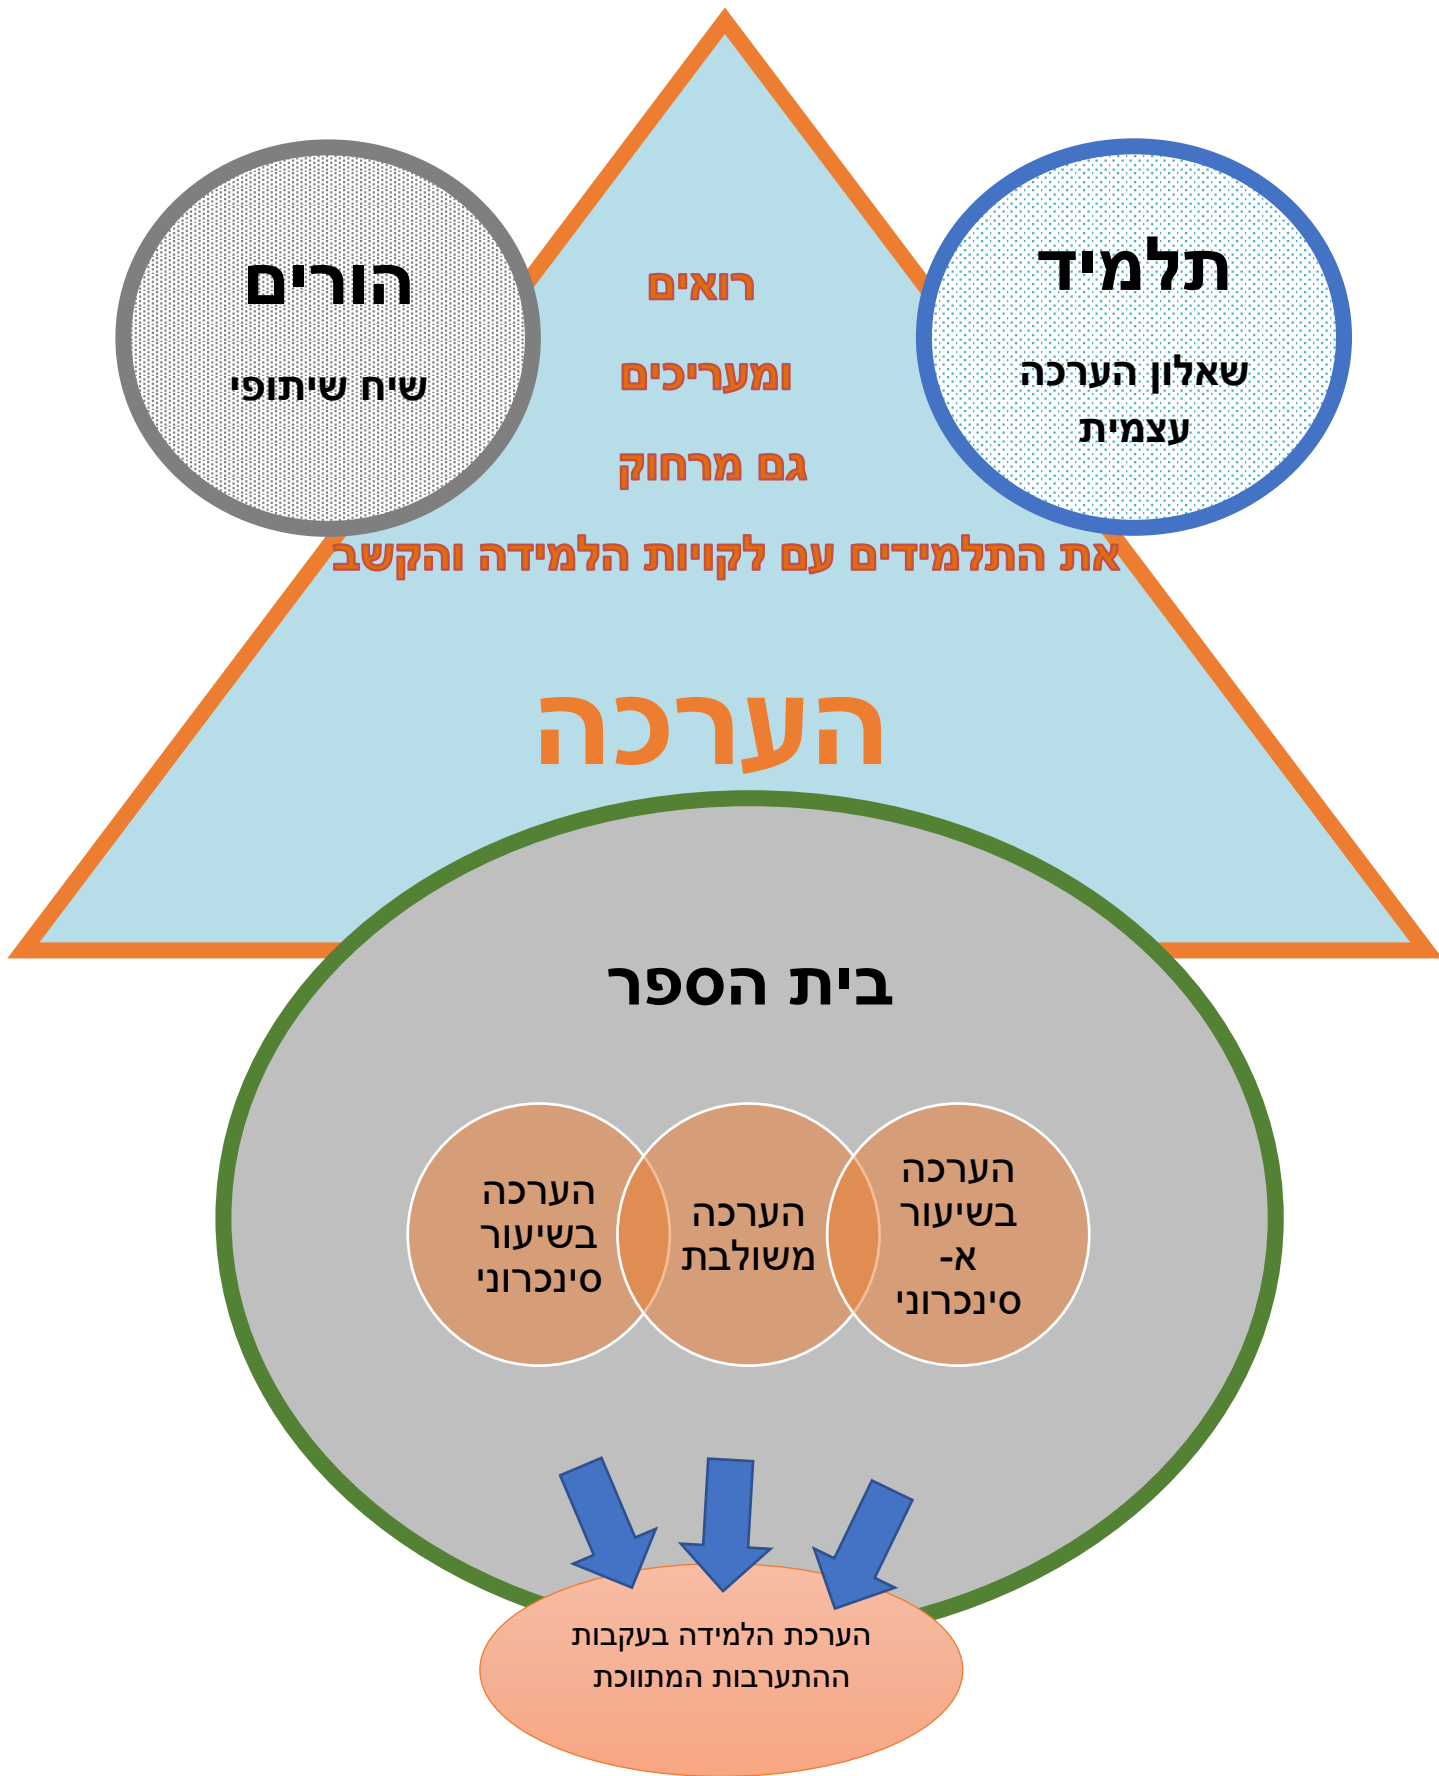 תלמיד
שאלון הערכה
עצמית
הורים
שיח שיתופי
רואים
ומעריכים
גם מרחוק
את התלמידים עם לקויות הלמידה והקשב
הערכה
בית הספר
הערכה
בשיעור
א-
סינכרוני
הערכה
משולבת
הערכה
בשיעור
סינכרוני
הערכת הלמידה בעקבות
ההתערבות המתווכת